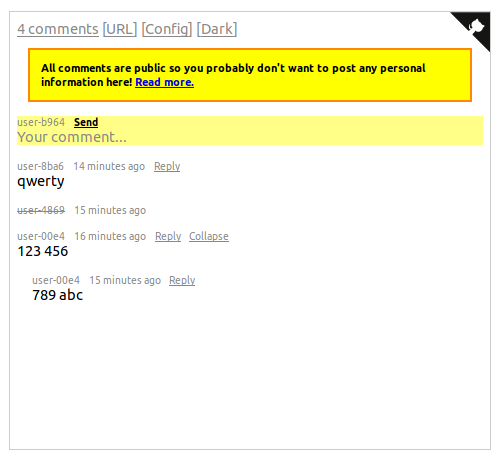 4 comments [URL] [Config] [Dark]
All comments are public so you probably don't want to post any personal
information here! Read more.
user-b964 Send
Your comment...
user-8ba6 14 minutes ago Reply
qwerty
user-4869 15 minutes ago
user-00e4 16 minutes ago Reply Collapse
123 456
user-00e4 15 minutes ago Reply
789 abc